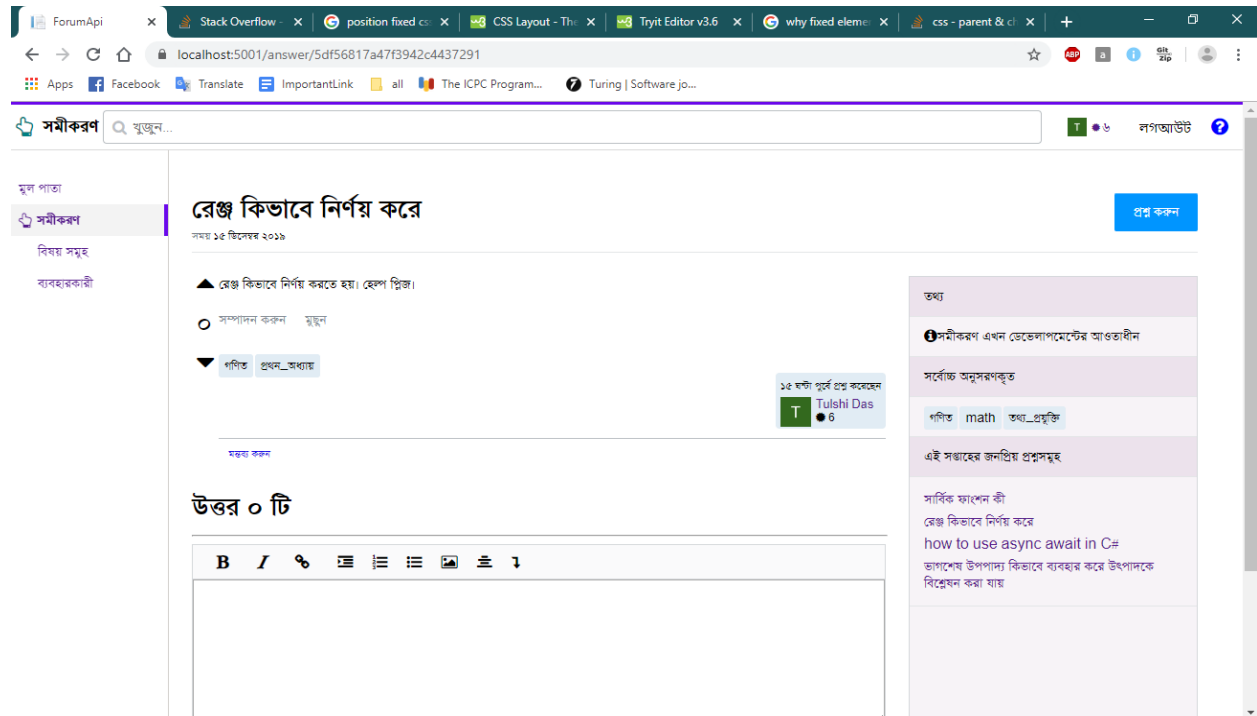 ForumApi
Stack Overflow -
position fixed cs
CSS Layout - The
Tryit Editor v3.6
why fixed eleme
css - parent & ch
localhost:5001/answer/5df56817a47f3942c4437291
ABP
a
Git zip
Apps
Facebook
Translate
ImportantLink
all
The ICPC Program...
Turing | Software jo...
সমীকরণ
খুজুন...
T
৬
লগআউট
মুল পাতা
সমীকরণ
বিষয় সমুহ
ব্যবহারকারী
রেঞ্জ কিভাবে নির্ণয় করে
সময় ১৫ ডিসেম্বর ২০১৯
প্রশ্ন করুন
রেঞ্জ কিভাবে নির্ণয় করতে হয়। হেল্প প্লিজ।
০
সম্পাদন করুন মুছুন
গণিত প্রথম_অধ্যায়
১৫ ঘন্টা পূর্বে প্রশ্ন করেছেন
T
Tulshi Das
6
মন্তব্য করুন
উত্তর ০ টি
B I
তথ্য
সমীকরণ এখন ডেভেলাপমেন্টের আওতাধীন
সর্বোচ্চ অনুসরণকৃত
গণিত math তথ্য_প্রযুক্তি
এই সপ্তাহের জনপ্রিয় প্রশ্নসমুহ
সার্বিক ফাংশন কী
রেঞ্জ কিভাবে নির্ণয় করে
how to use async await in C#
ভাগশেষ উপপাদ্য কিভাবে ব্যবহার করে উৎপাদকে
বিশ্লেষন করা যায়